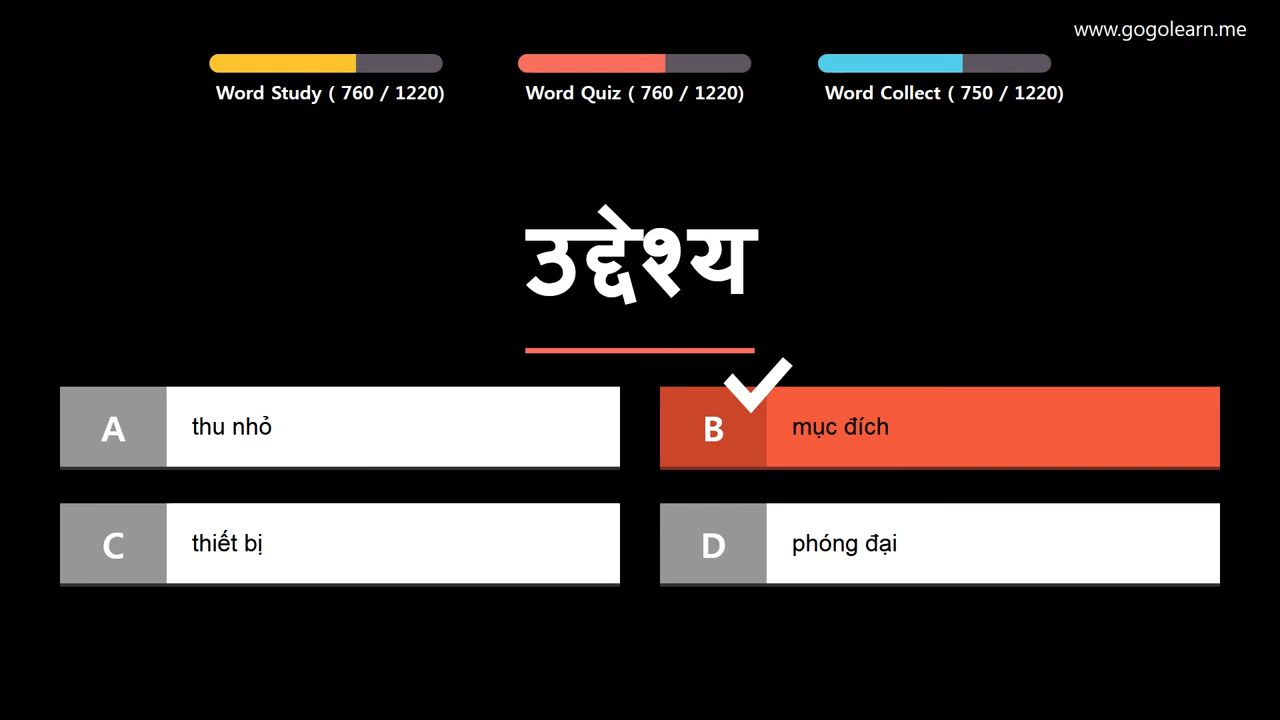 www.gogolearn.me
Word Study ( 760 / 1220)
Word Quiz ( 760 / 1220)
Word Collect ( 750 / 1220)
उद्देश्य
A thu nhỏ
B mục đích
C thiết bị
D phóng đại